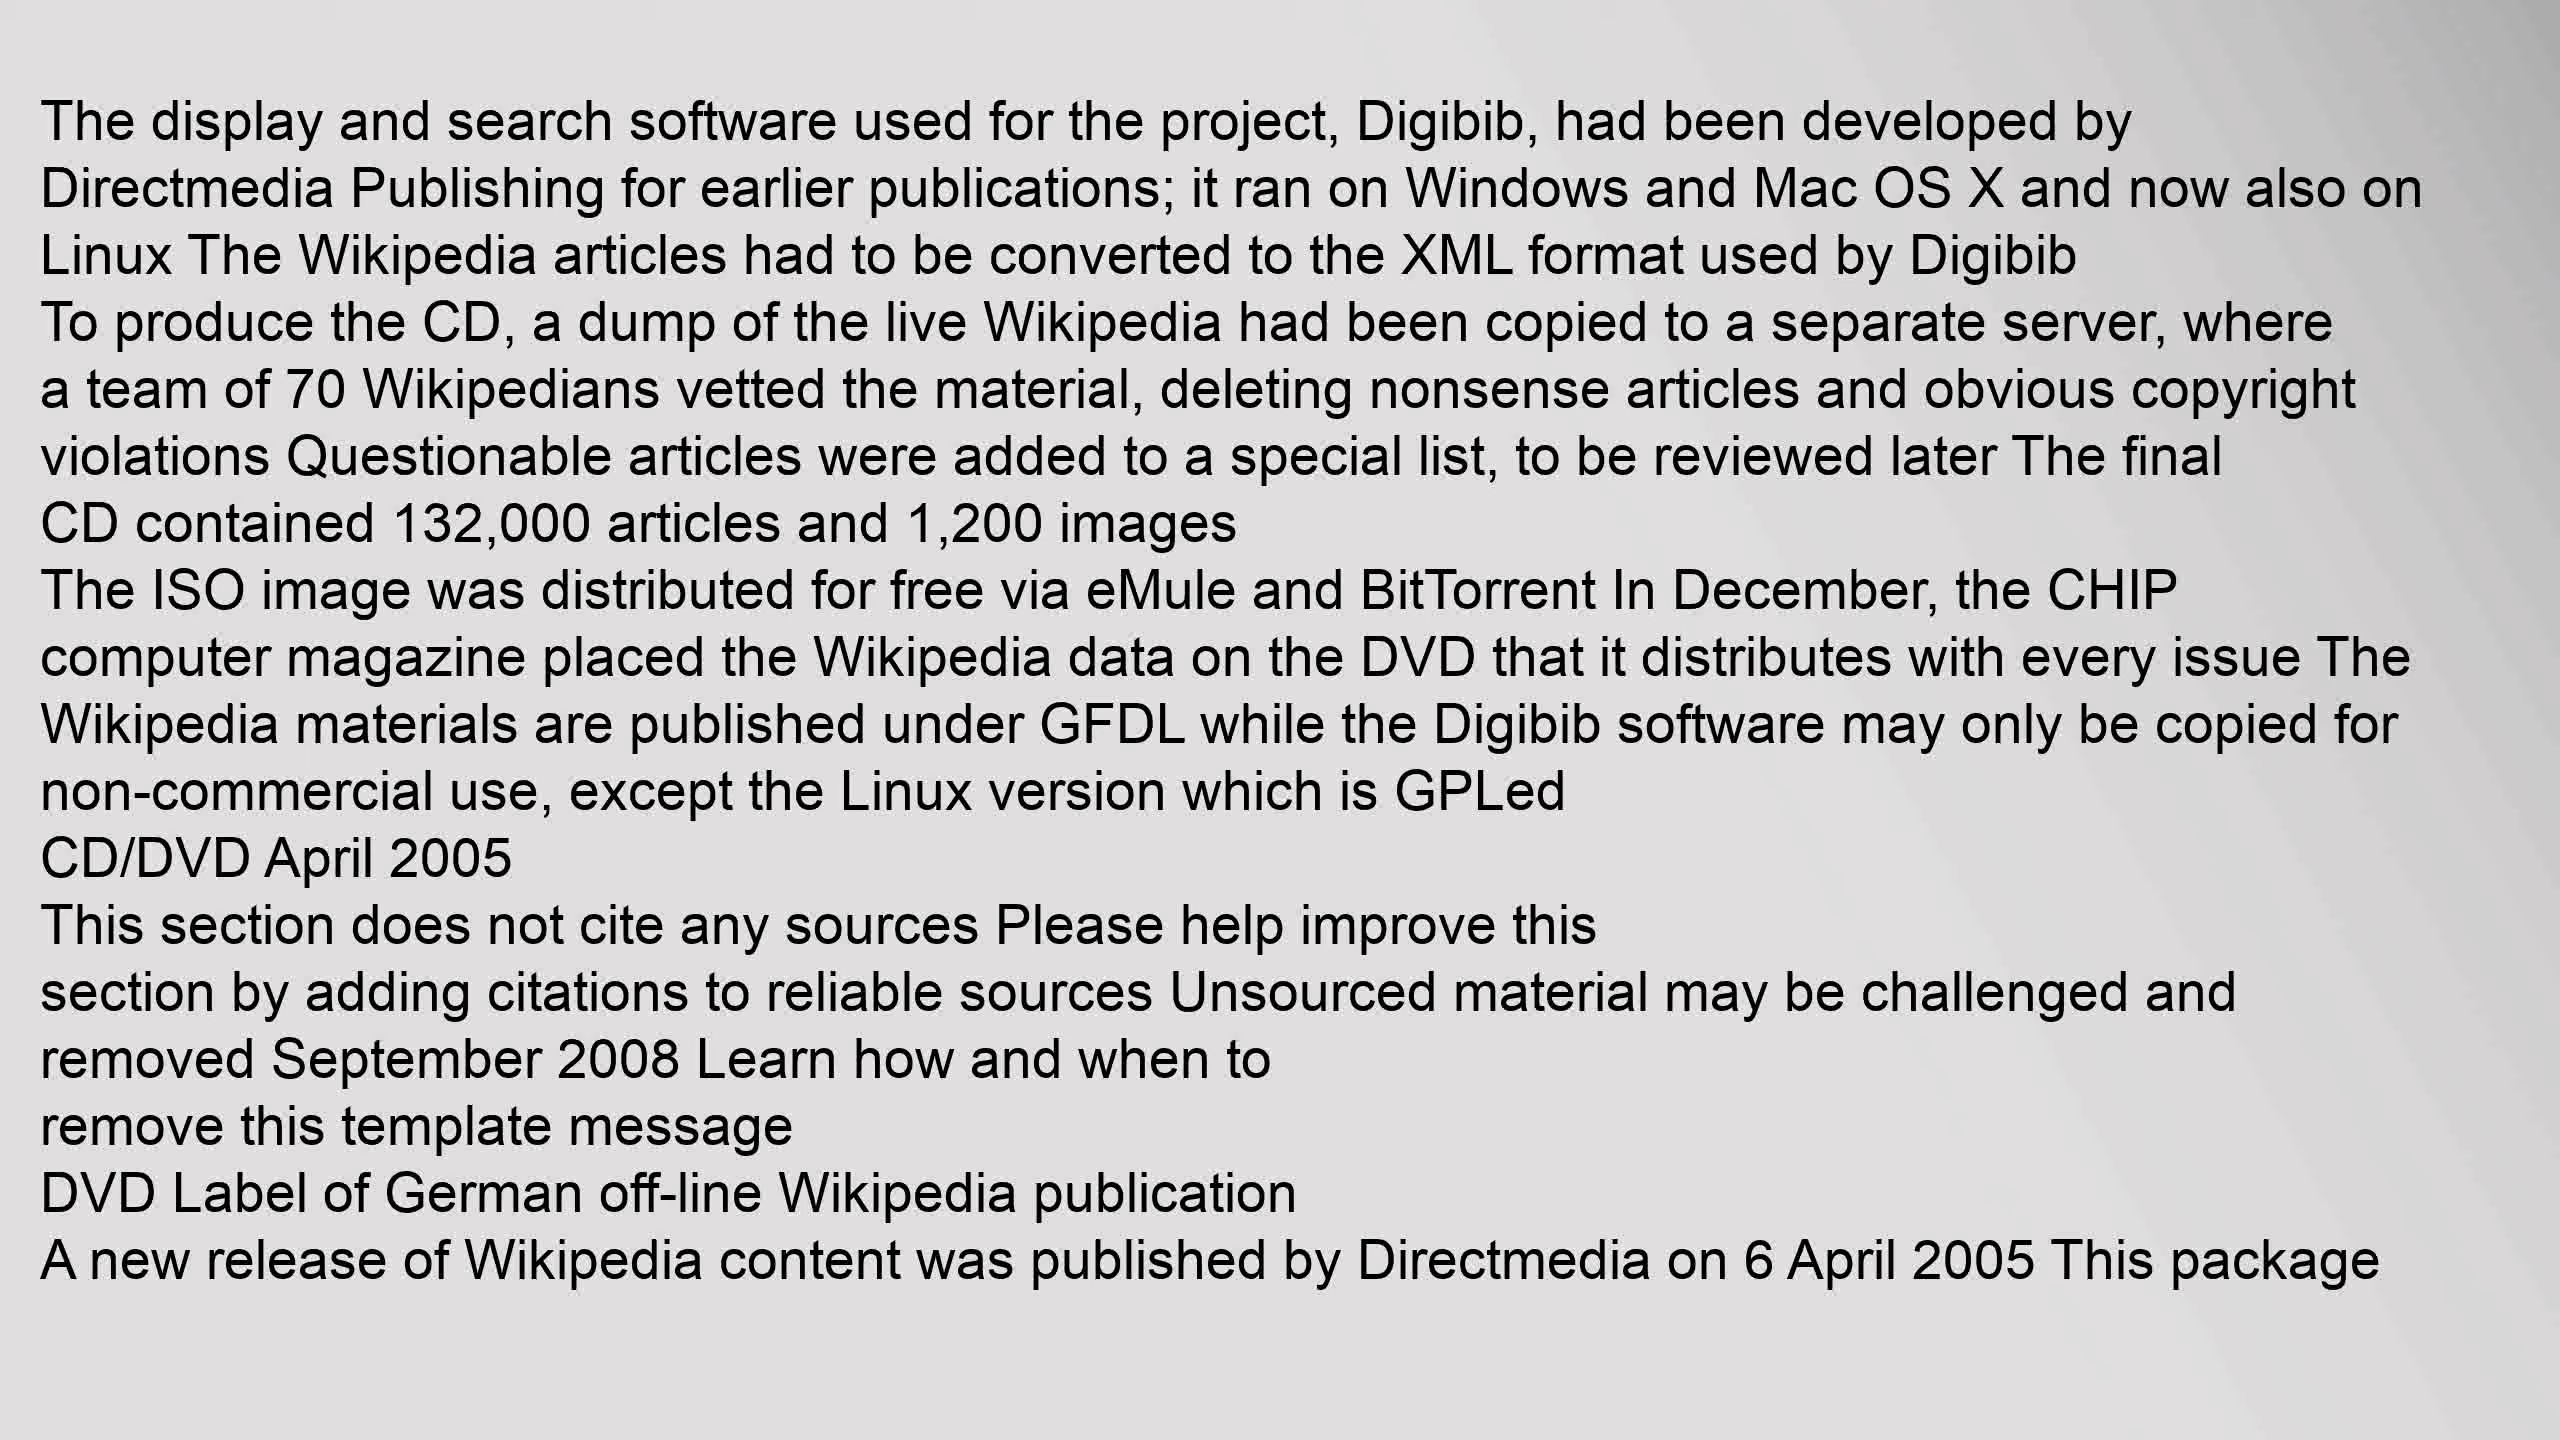 The display and search software used for the project, Digibib, had been developed by
Directmedia Publishing for earlier publications; it ran on Windows and Mac OS X and now also on
Linux The Wikipedia articles had to be converted to the XML format used by Digibib
To produce the CD, a dump of the live Wikipedia had been copied to a separate server, where
a team of 70 Wikipedians vetted the material, deleting nonsense articles and obvious copyright
violations Questionable articles were added to a special list, to be reviewed later The final
CD contained 132,000 articles and 1,200 images
The ISO image was distributed for free via eMule and BitTorrent In December, the CHIP
computer magazine placed the Wikipedia data on the DVD that it distributes with every issue The
Wikipedia materials are published under GFDL while the Digibib software may only be copied for
non-commercial use, except the Linux version which is GPLed
CD/DVD April 2005
This section does not cite any sources Please help improve this
section by adding citations to reliable sources Unsourced material may be challenged and
removed September 2008 Learn how and when to
remove this template message
DVD Label of German off-line Wikipedia publication
A new release of Wikipedia content was published by Directmedia on 6 April 2005 This package